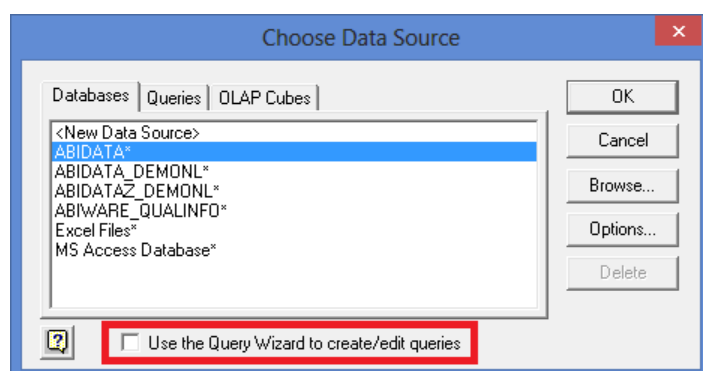 Choose Data Source
Databases Queries OLAP Cubes
<New Data Source>
ABIDATA*
ABIDATA_DEMONL*
ABIDATAZ_DEMONL*
ABIWARE_QUALINFO*
Excel Files*
MS Access Database*
OK
Cancel
Browse...
Options...
Delete
Use the Query Wizard to create/edit queries